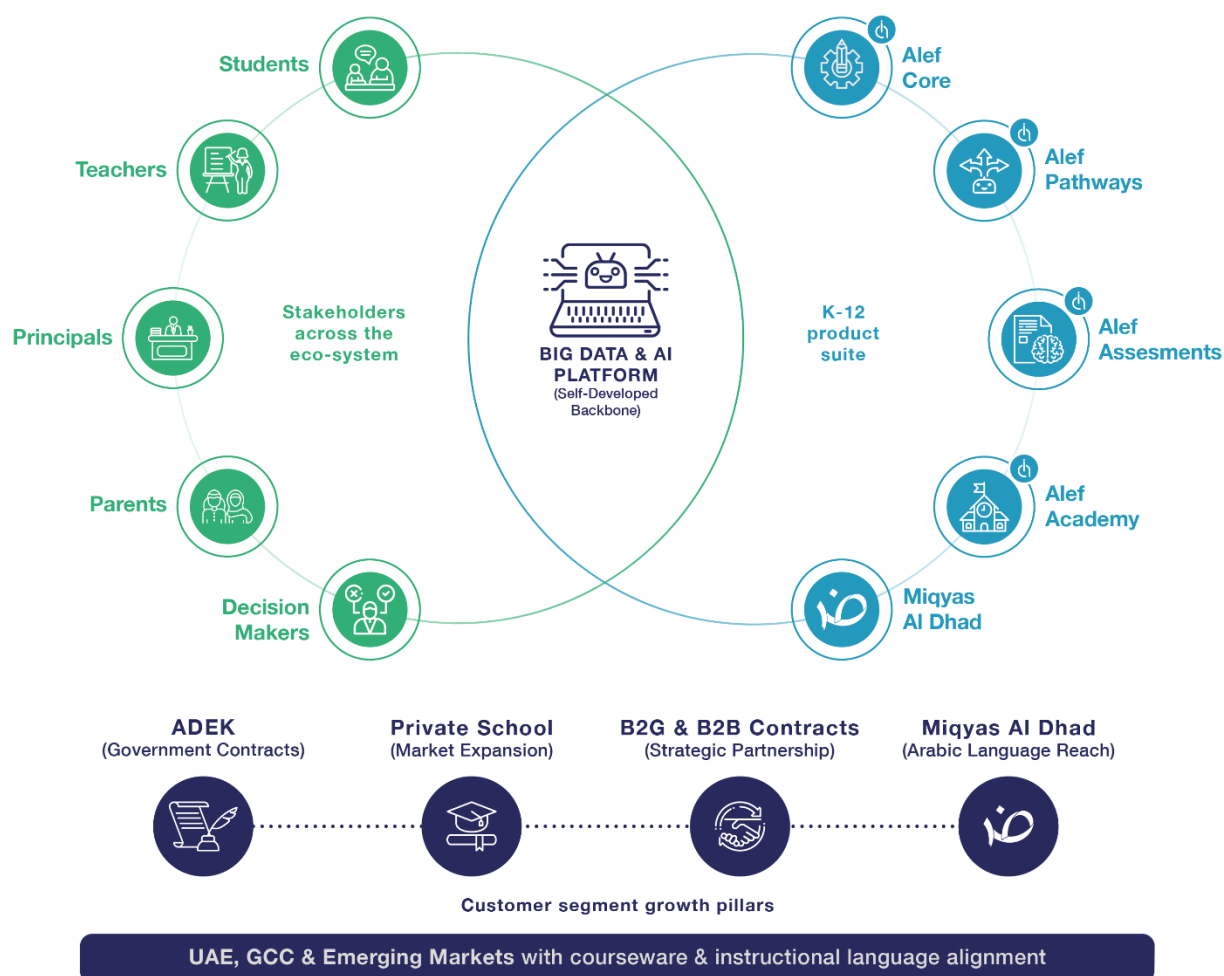 Students
Teachers
Principals
Parents
Decision
Makers
Stakeholders
across the
eco-system
BIG DATA & AI
PLATFORM
(Self-Developed
Backbone)
K-12
product
suite
Alef
Core
Alef
Pathways
Alef
Assesments
Alef
Academy
Miqyas
Al Dhad
ض
ADEK
(Government Contracts)
Private School
(Market Expansion)
B2G & B2B Contracts
(Strategic Partnership)
Miqyas Al Dhad
(Arabic Language Reach)
ض
Customer segment growth pillars
UAE, GCC & Emerging Markets with courseware & instructional language alignment